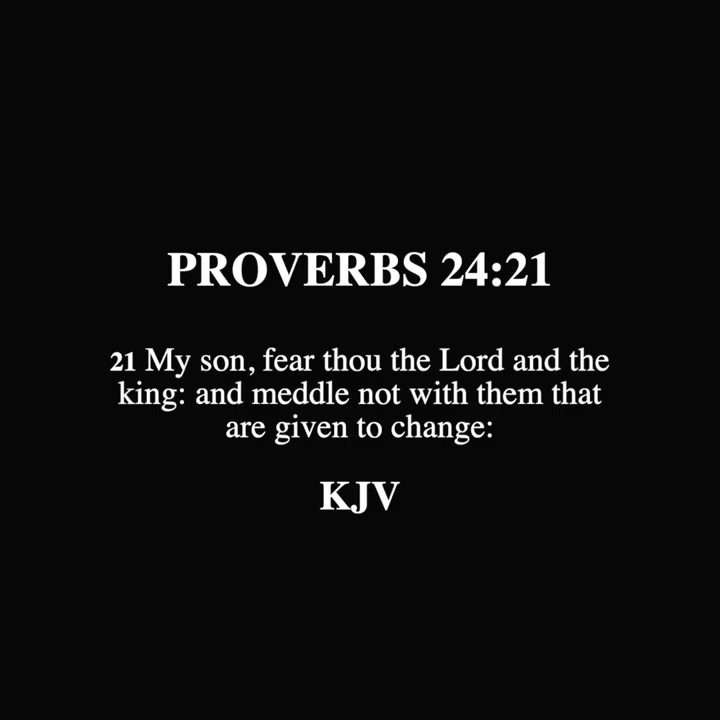 PROVERBS 24:21
21 My son, fear thou the Lord and the
king: and meddle not with them that
are given to change:
KJV